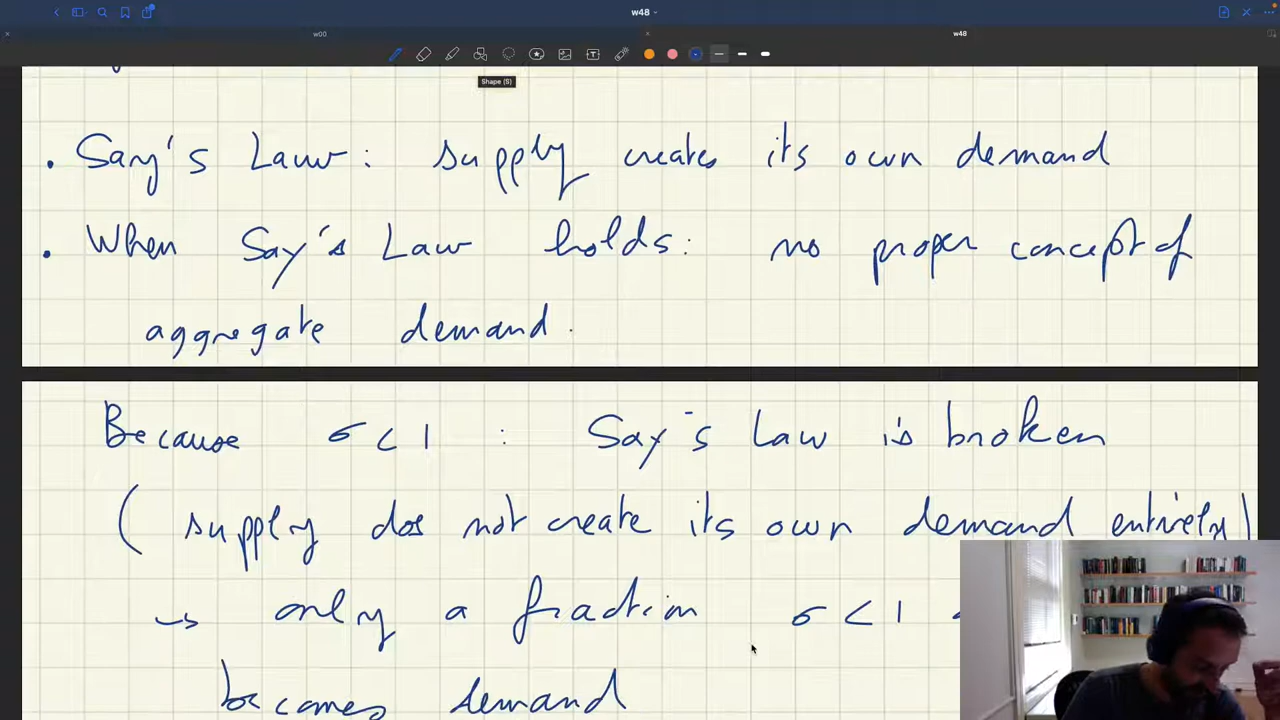 w48
w00
w48
Shape (S)
• Say's Law: supply creates its own demand
• When Say's Law holds: no proper concept of
aggregate demand.
Because σ < 1 : Say's Law is broken
( supply does not create its own demand entirely)
↳ only a fraction σ < 1
becomes demand